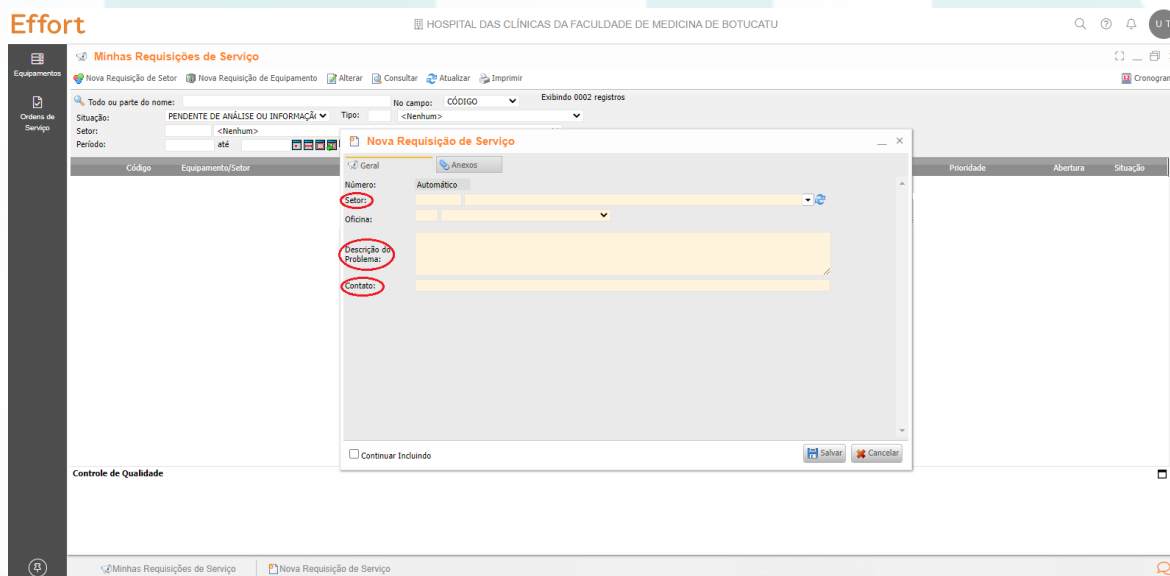 Effort
HOSPITAL DAS CLÍNICAS DA FACULDADE DE MEDICINA DE BOTUCATU
U T
Equipamentos
Ordens de
Serviço
Minhas Requisições de Serviço
Nova Requisição de Setor Nova Requisição de Equipamento Alterar Consultar Atualizar Imprimir
Cronogram
Todo ou parte do nome: No campo: CÓDIGO Exibindo 0002 registros
Situação: PENDENTE DE ANÁLISE OU INFORMAÇÃ Tipo: <Nenhum>
Setor: <Nenhum>
Período: até
Código Equipamento/Setor Prioridade Abertura Situação
Nova Requisição de Serviço
Geral Anexos
Número: Automático
Setor:
Oficina:
Descrição do
Problema:
Contato:
Continuar Incluindo Salvar Cancelar
Controle de Qualidade
Minhas Requisições de Serviço Nova Requisição de Serviço